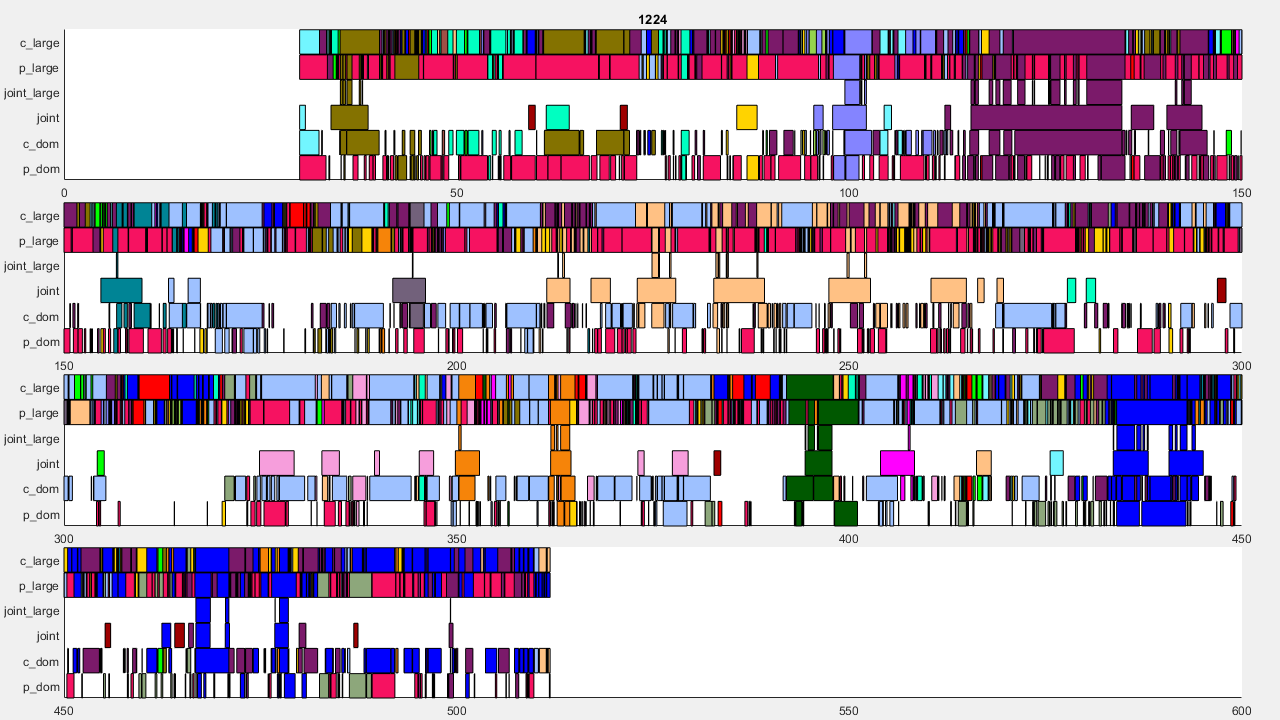 1224
c_large
p_large
joint_large
joint
c_dom
p_dom
0 50 100 150
c_large
p_large
joint_large
joint
c_dom
p_dom
150 200 250 300
c_large
p_large
joint_large
joint
c_dom
p_dom
300 350 400 450
c_large
p_large
joint_large
joint
c_dom
p_dom
450 500 550 600